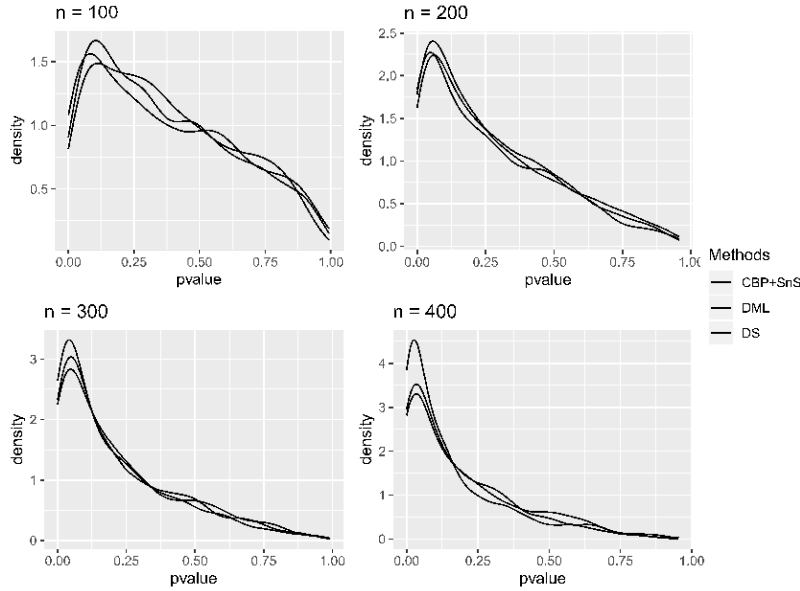 n = 100
1.5
1.0
0.5
density
0.00
0.25
0.50
0.75
1.00
pvalue
n = 200
2.5
2.0
1.5
1.0
0.5
0.0
density
0.00
0.25
0.50
0.75
1.00
pvalue
n = 300
3
2
1
0
density
0.00
0.25
0.50
0.75
1.00
pvalue
n = 400
4
3
2
1
0
density
0.00
0.25
0.50
0.75
1.00
pvalue
Methods
CBP+SnS
DML
DS